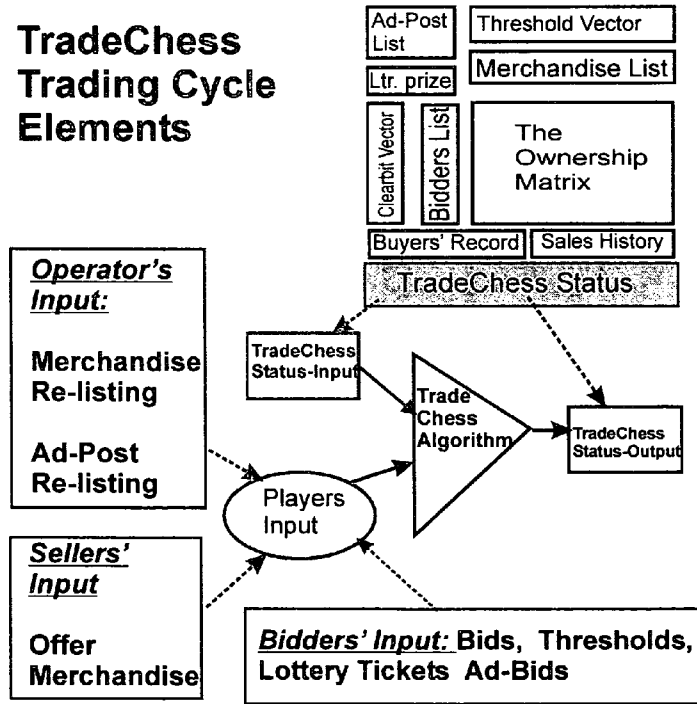 TradeChess
Trading Cycle
Elements
Ad-Post
List
Threshold Vector
Ltr. prize
Merchandise List
Clearbit Vector
Bidders List
The
Ownership
Matrix
Buyers' Record
Sales History
TradeChess Status
Operator's
Input:
Merchandise
Re-listing
Ad-Post
Re-listing
TradeChess
Status-Input
Trade
Chess
Algorithm
TradeChess
Status-Output
Players
Input
Sellers'
Input
Offer
Merchandise
Bidders' Input: Bids, Thresholds,
Lottery Tickets Ad-Bids